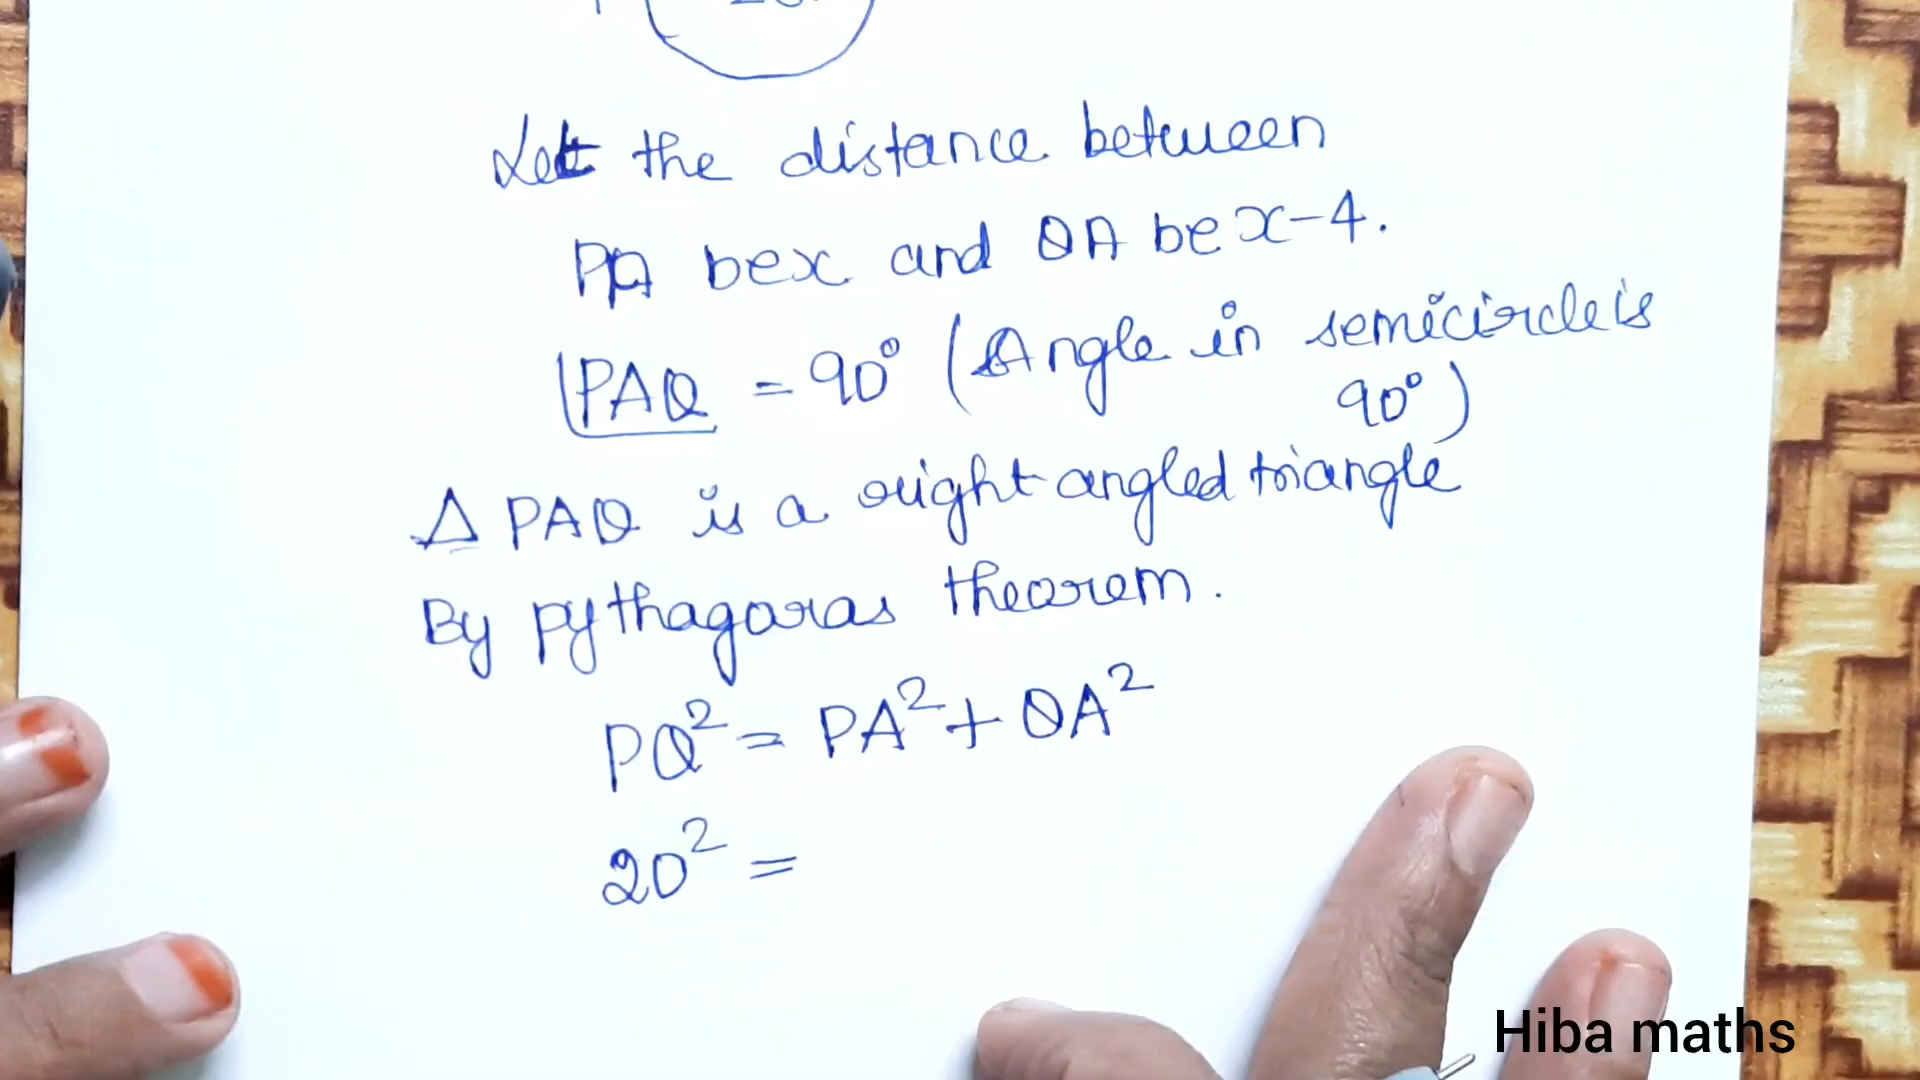 Let the distance between
PA be x and QA be x-4.
∠PAQ = 90° (Angle in semicircle is
90°)
Δ PAQ is a right angled triangle
By pythagoras theorem.
PQ² = PA² + QA²
20² =
Hiba maths